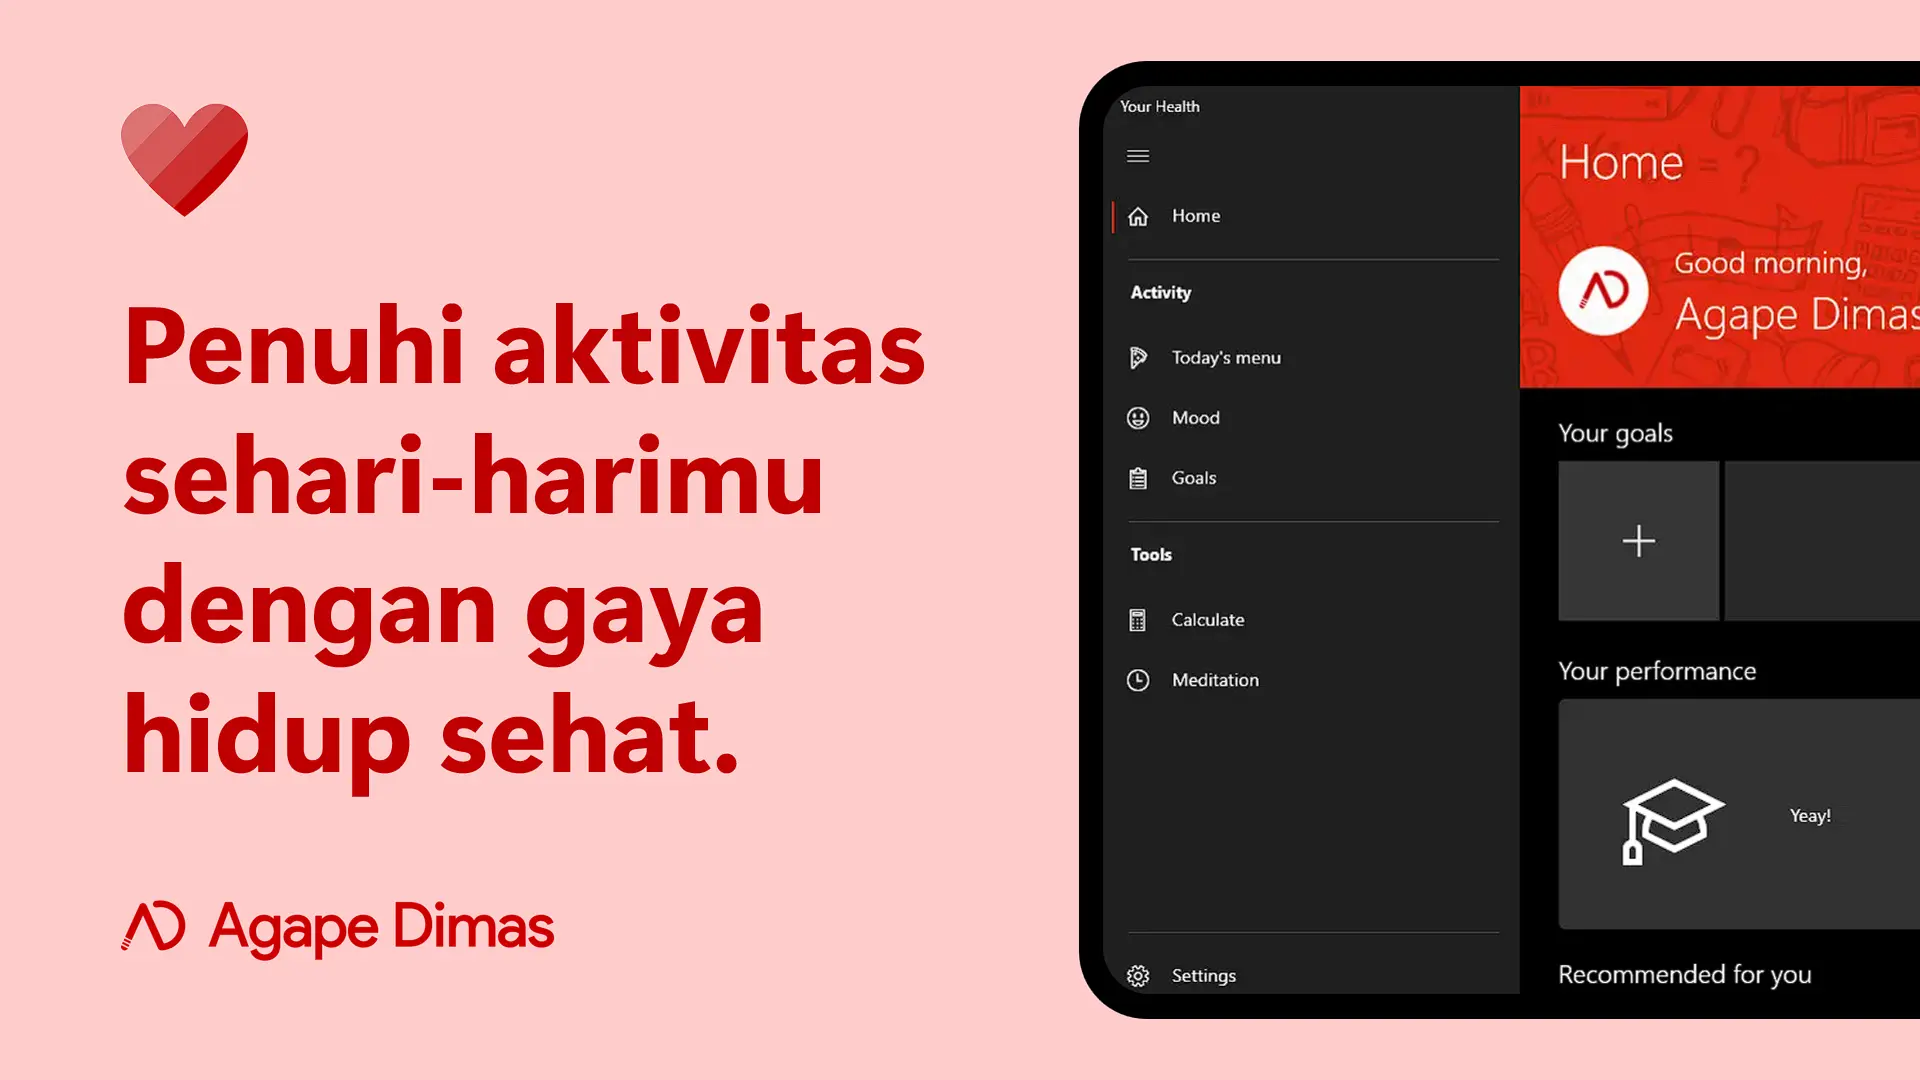 Penuhi aktivitas
sehari-harimu
dengan gaya
hidup sehat.
Agape Dimas
Your Health
Home
Activity
Today's menu
Mood
Goals
Tools
Calculate
Meditation
Settings
Home
Good morning,
Agape Dimas
Your goals
Your performance
Yeay!
Recommended for you